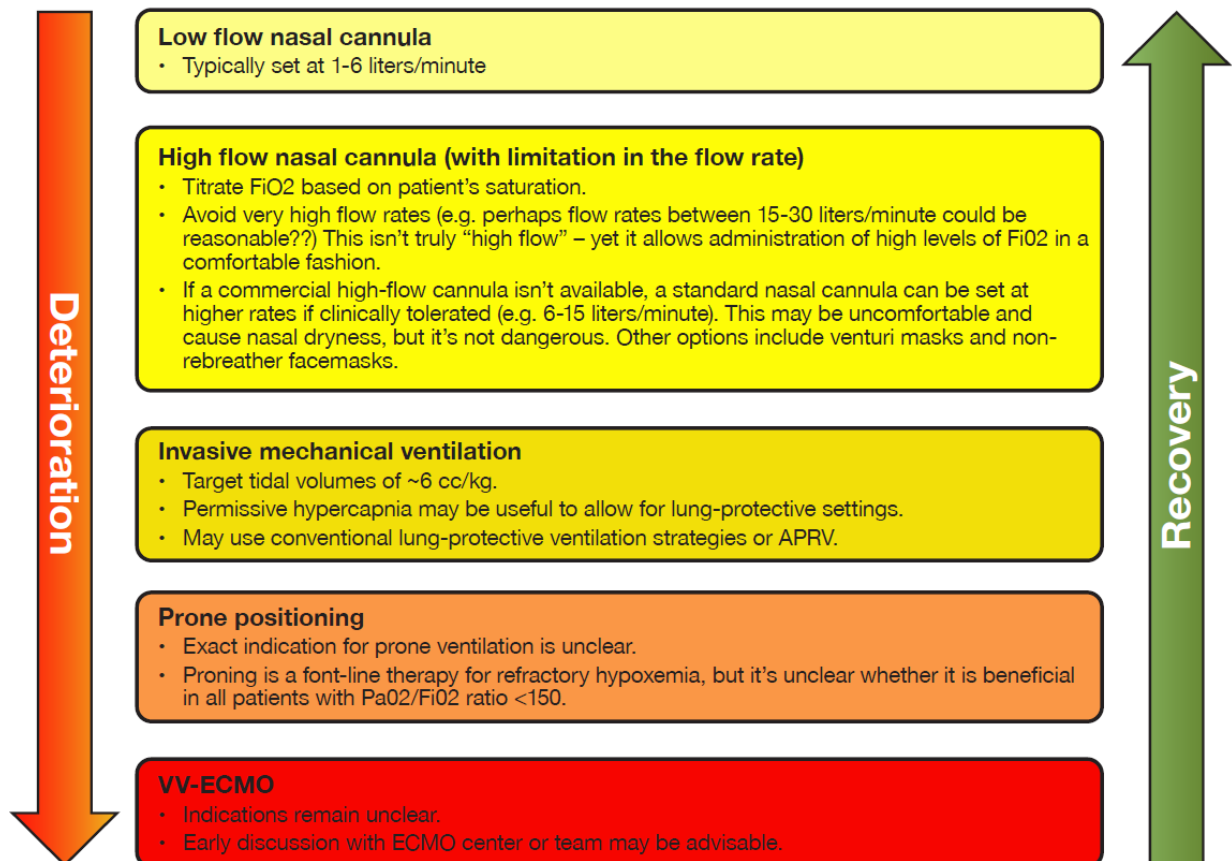 Low flow nasal cannula
• Typically set at 1-6 liters/minute
High flow nasal cannula (with limitation in the flow rate)
• Titrate FiO2 based on patient's saturation.
• Avoid very high flow rates (e.g. perhaps flow rates between 15-30 liters/minute could be
reasonable??) This isn't truly “high flow” – yet it allows administration of high levels of Fi02 in a
comfortable fashion.
• If a commercial high-flow cannula isn't available, a standard nasal cannula can be set at
higher rates if clinically tolerated (e.g. 6-15 liters/minute). This may be uncomfortable and
cause nasal dryness, but it's not dangerous. Other options include venturi masks and non-
rebreather facemasks.
Deterioration
Recovery
Invasive mechanical ventilation
• Target tidal volumes of ~6 cc/kg.
• Permissive hypercapnia may be useful to allow for lung-protective settings.
• May use conventional lung-protective ventilation strategies or APRV.
Prone positioning
• Exact indication for prone ventilation is unclear.
• Proning is a font-line therapy for refractory hypoxemia, but it's unclear whether it is beneficial
in all patients with Pa02/Fi02 ratio <150.
VV-ECMO
• Indications remain unclear.
• Early discussion with ECMO center or team may be advisable.